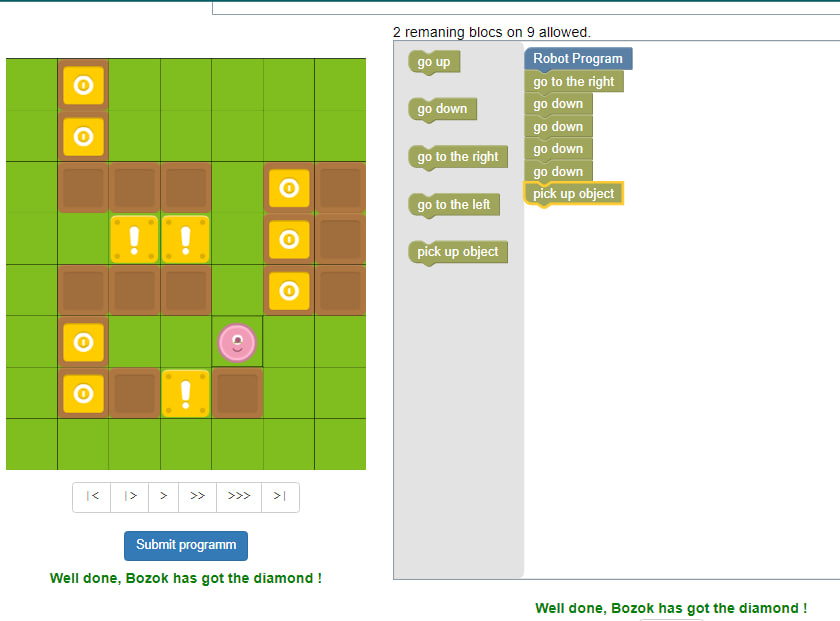 2 remaning blocs on 9 allowed.
go up
go down
go to the right
go to the left
pick up object
Robot Program
go to the right
go down
go down
go down
go down
pick up object
! !
!
|< |> > >> >>> >|
Submit programm
Well done, Bozok has got the diamond !
Well done, Bozok has got the diamond !